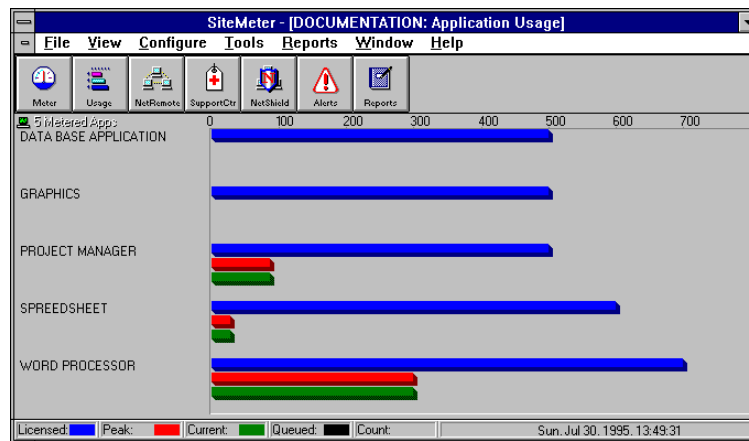 SiteMeter - [DOCUMENTATION: Application Usage]
File View Configure Tools Reports Window Help
Meter Usage NetRemote SupportCtr NetShield Alerts Reports
5 Metered Apps 0 100 200 300 400 500 600 700
DATA BASE APPLICATION
GRAPHICS
PROJECT MANAGER
SPREEDSHEET
WORD PROCESSOR
Licensed: Peak: Current: Queued: Count: Sun. Jul 30. 1995. 13:49:31